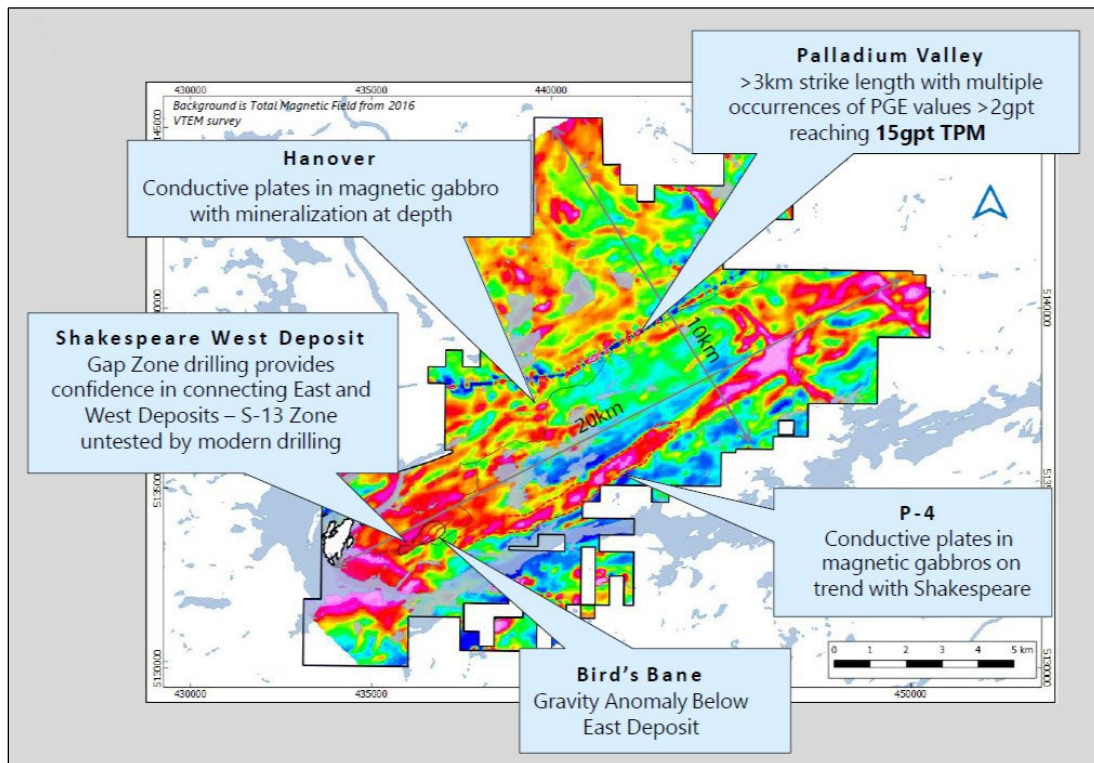 Palladium Valley
>3km strike length with multiple
occurrences of PGE values >2gpt
reaching 15gpt TPM
430000
435000
440000
Background is Total Magnetic Field from 2016
VTEM survey
Hanover
Conductive plates in magnetic gabbro
with mineralization at depth
Shakespeare West Deposit
Gap Zone drilling provides
confidence in connecting East and
West Deposits – S-13 Zone
untested by modern drilling
10km
20km
5140000
5135000
P-4
Conductive plates in
magnetic gabbros on
trend with Shakespeare
Bird's Bane
Gravity Anomaly Below
East Deposit
0 1 2 3 4 5 km
5130000
5130000
430000
435000
450000